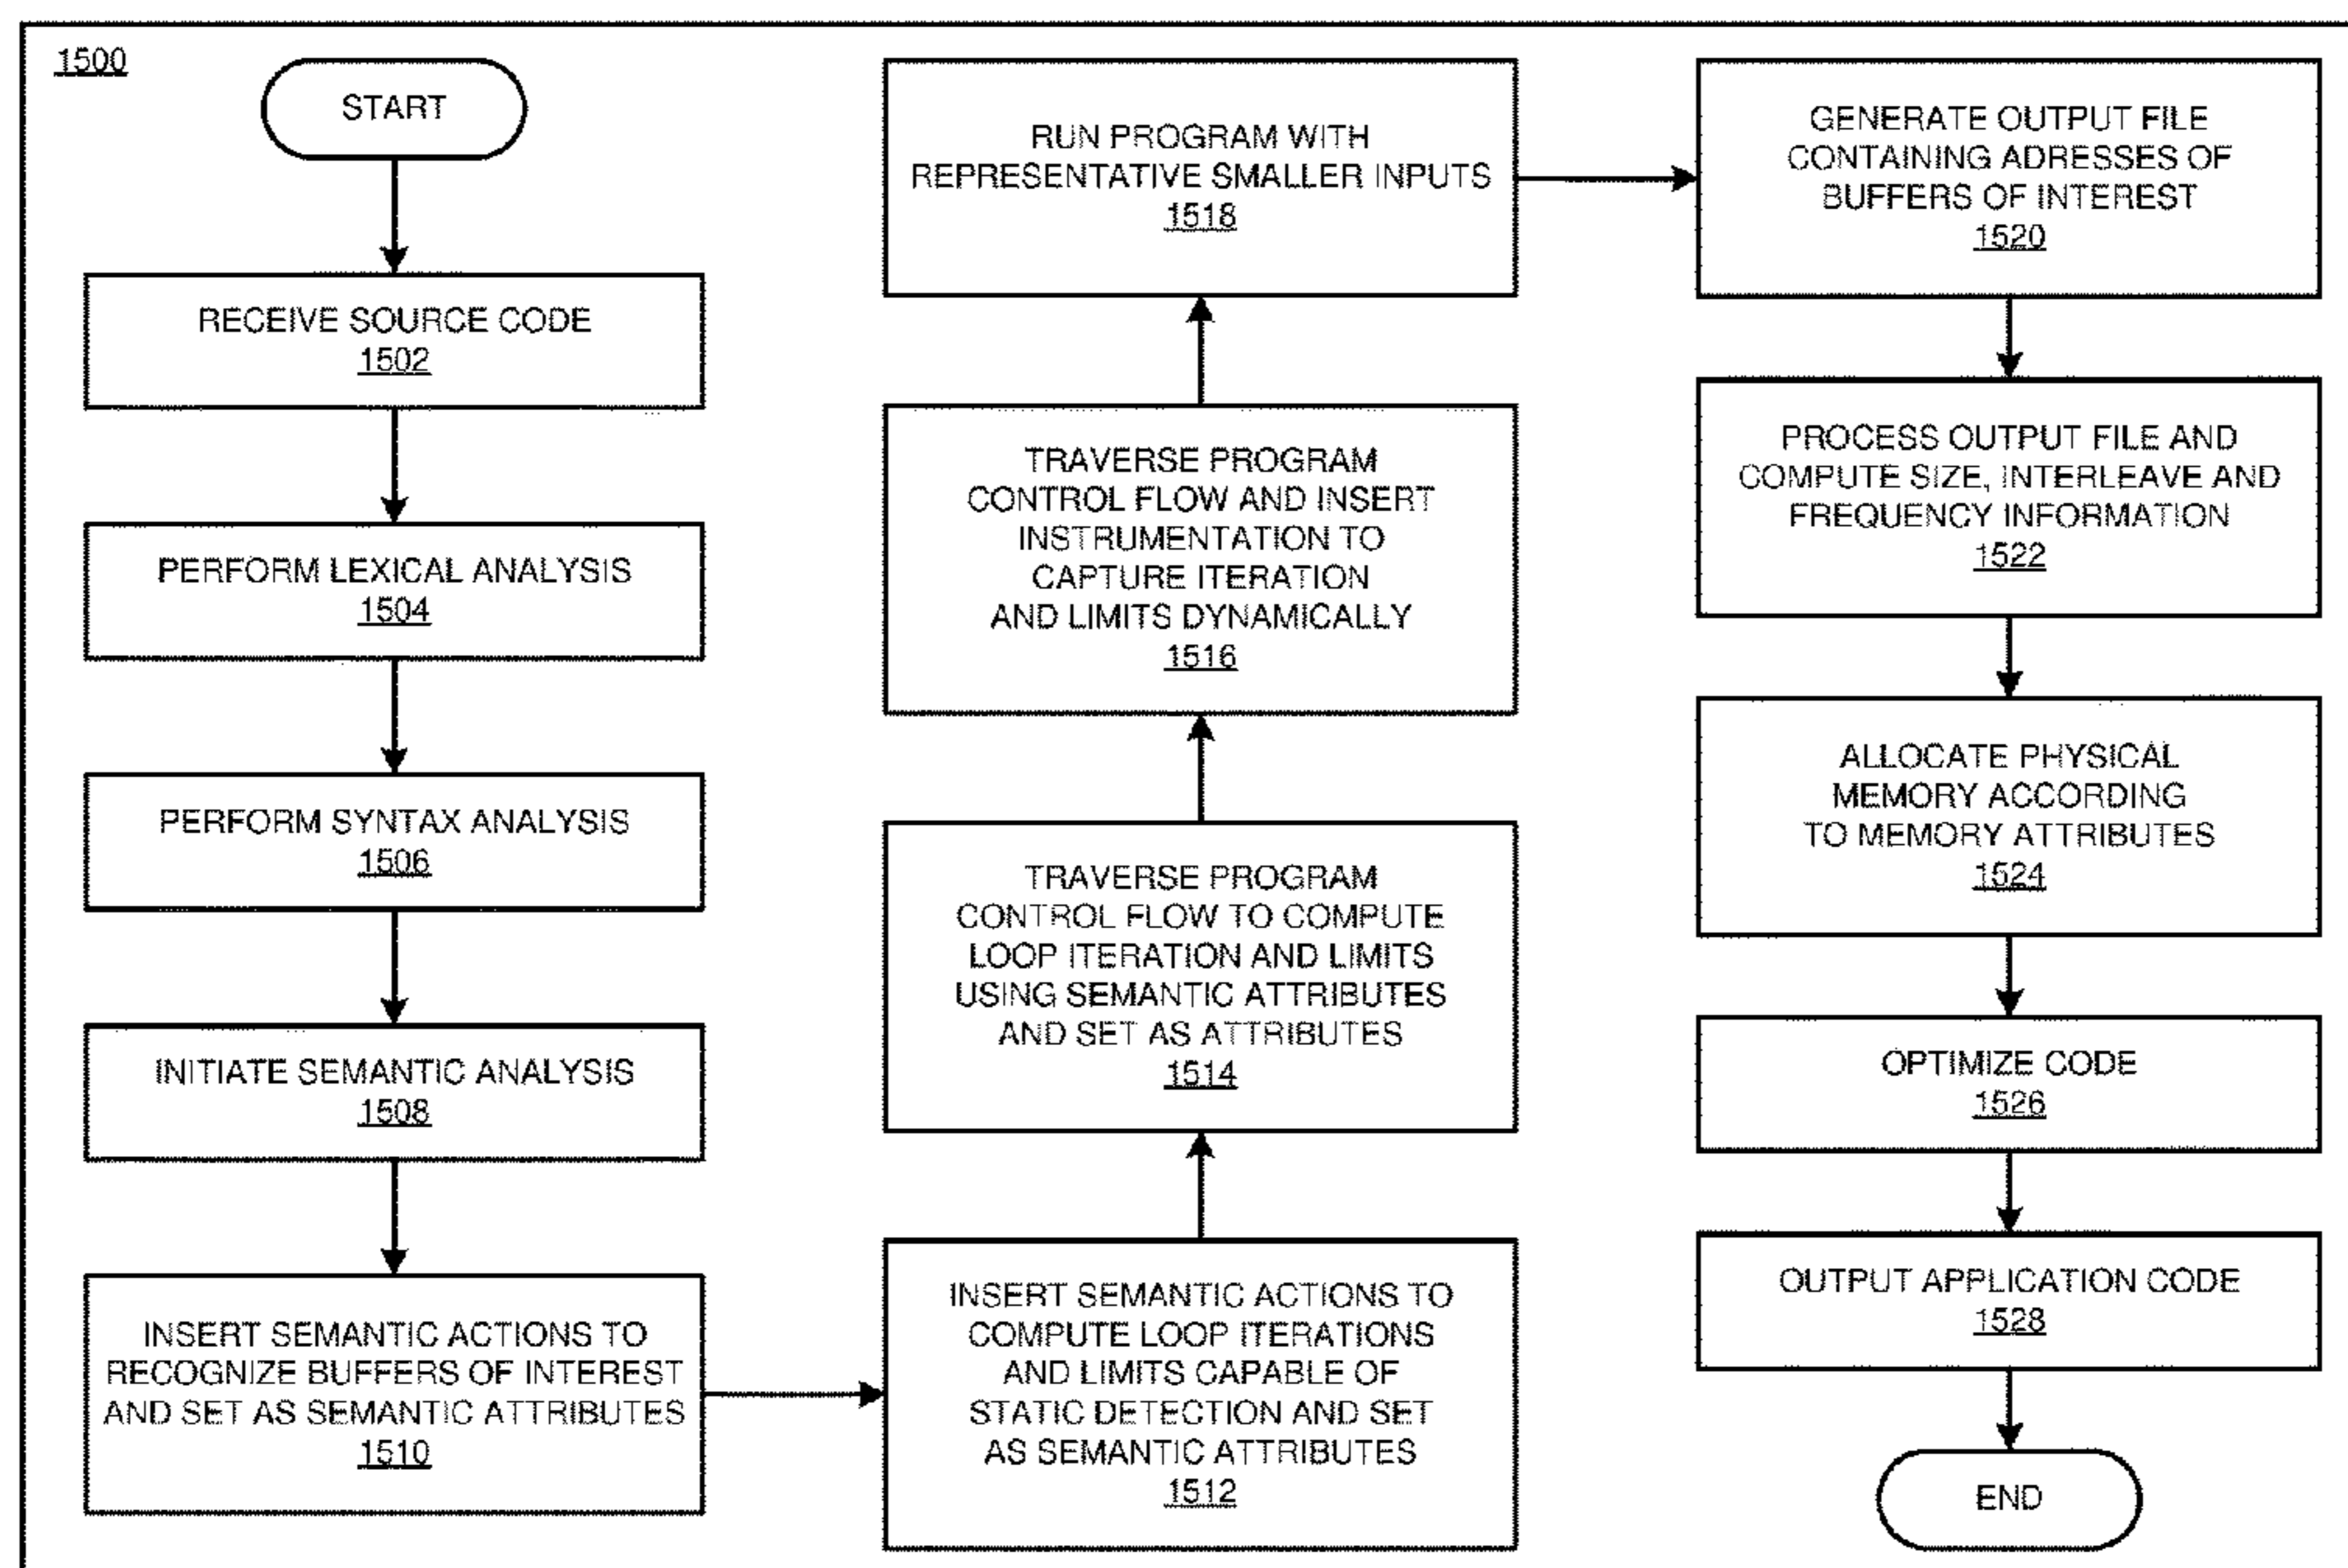 1500
START
RECEIVE SOURCE CODE
1502
PERFORM LEXICAL ANALYSIS
1504
PERFORM SYNTAX ANALYSIS
1506
INITIATE SEMANTIC ANALYSIS
1508
INSERT SEMANTIC ACTIONS TO
RECOGNIZE BUFFERS OF INTEREST
AND SET AS SEMANTIC ATTRIBUTES
1510
INSERT SEMANTIC ACTIONS TO
COMPUTE LOOP ITERATIONS
AND LIMITS CAPABLE OF
STATIC DETECTION AND SET
AS SEMANTIC ATTRIBUTES
1512
TRAVERSE PROGRAM
CONTROL FLOW TO COMPUTE
LOOP ITERATION AND LIMITS
USING SEMANTIC ATTRIBUTES
AND SET AS ATTRIBUTES
1514
TRAVERSE PROGRAM
CONTROL FLOW AND INSERT
INSTRUMENTATION TO
CAPTURE ITERATION
AND LIMITS DYNAMICALLY
1516
RUN PROGRAM WITH
REPRESENTATIVE SMALLER INPUTS
1518
GENERATE OUTPUT FILE
CONTAINING ADRESSES OF
BUFFERS OF INTEREST
1520
PROCESS OUTPUT FILE AND
COMPUTE SIZE, INTERLEAVE AND
FREQUENCY INFORMATION
1522
ALLOCATE PHYSICAL
MEMORY ACCORDING
TO MEMORY ATTRIBUTES
1524
OPTIMIZE CODE
1526
OUTPUT APPLICATION CODE
1528
END